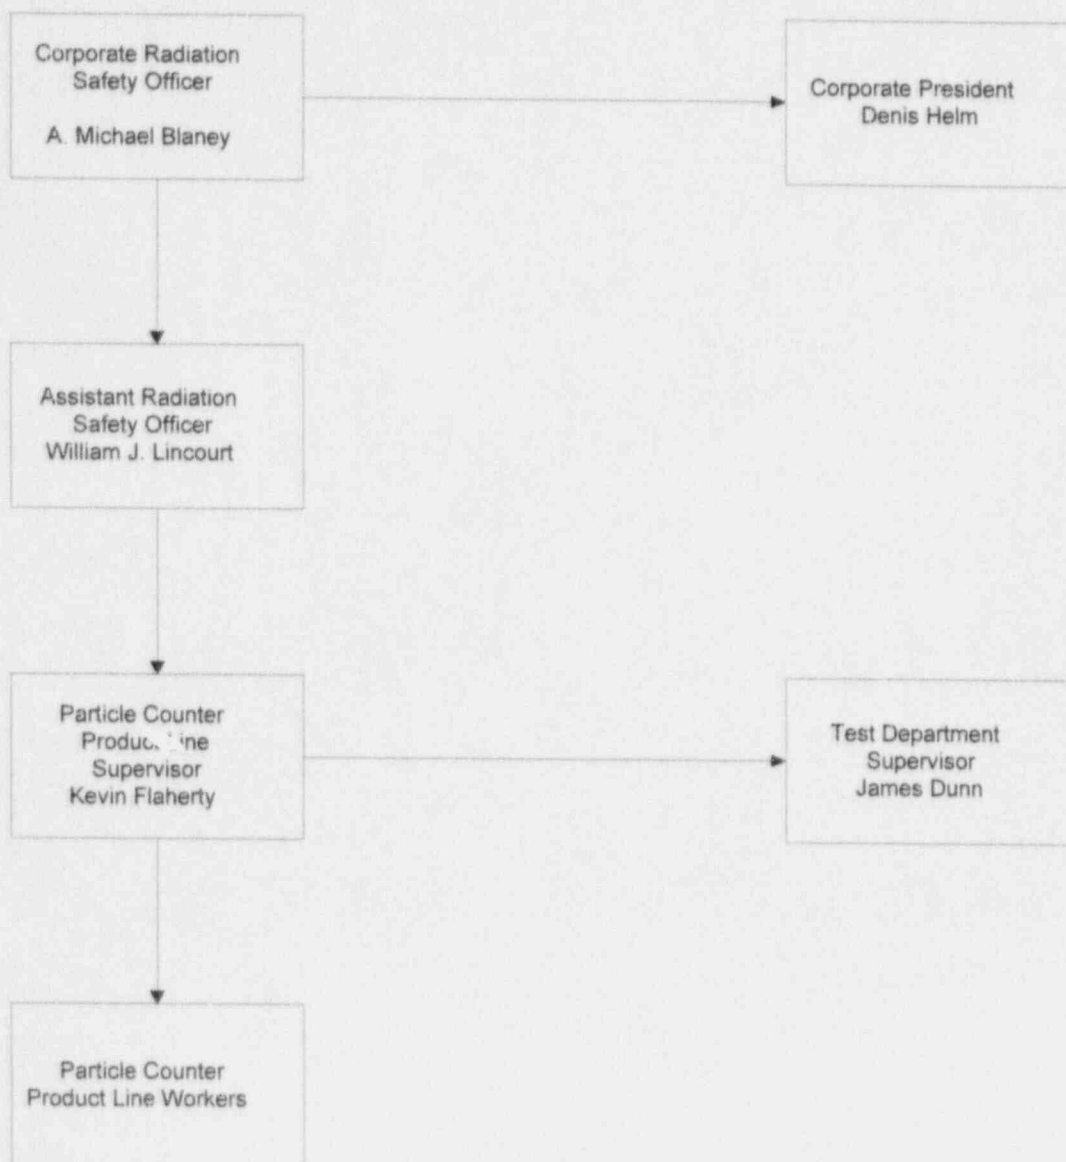 Corporate Radiation
Safety Officer
A. Michael Blaney
Corporate President
Denis Helm
Assistant Radiation
Safety Officer
William J. Lincourt
Particle Counter
Supervisor
Kevin Flaherty
Test Department
Supervisor
James Dunn
Particle Counter
Product Line Workers